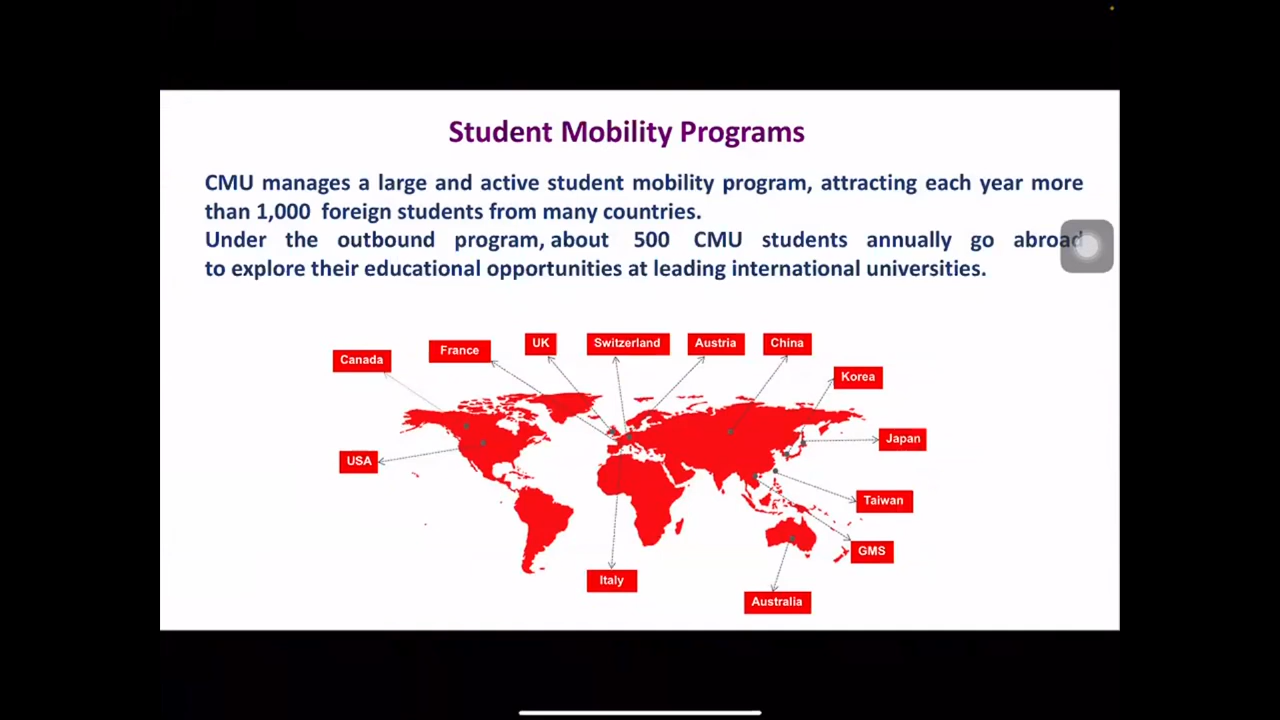 Student Mobility Programs
CMU manages a large and active student mobility program, attracting each year more
than 1,000 foreign students from many countries.
Under the outbound program, about 500 CMU students annually go abroad
to explore their educational opportunities at leading international universities.
Canada
France
UK
Switzerland
Austria
China
Korea
USA
Japan
Taiwan
GMS
Italy
Australia